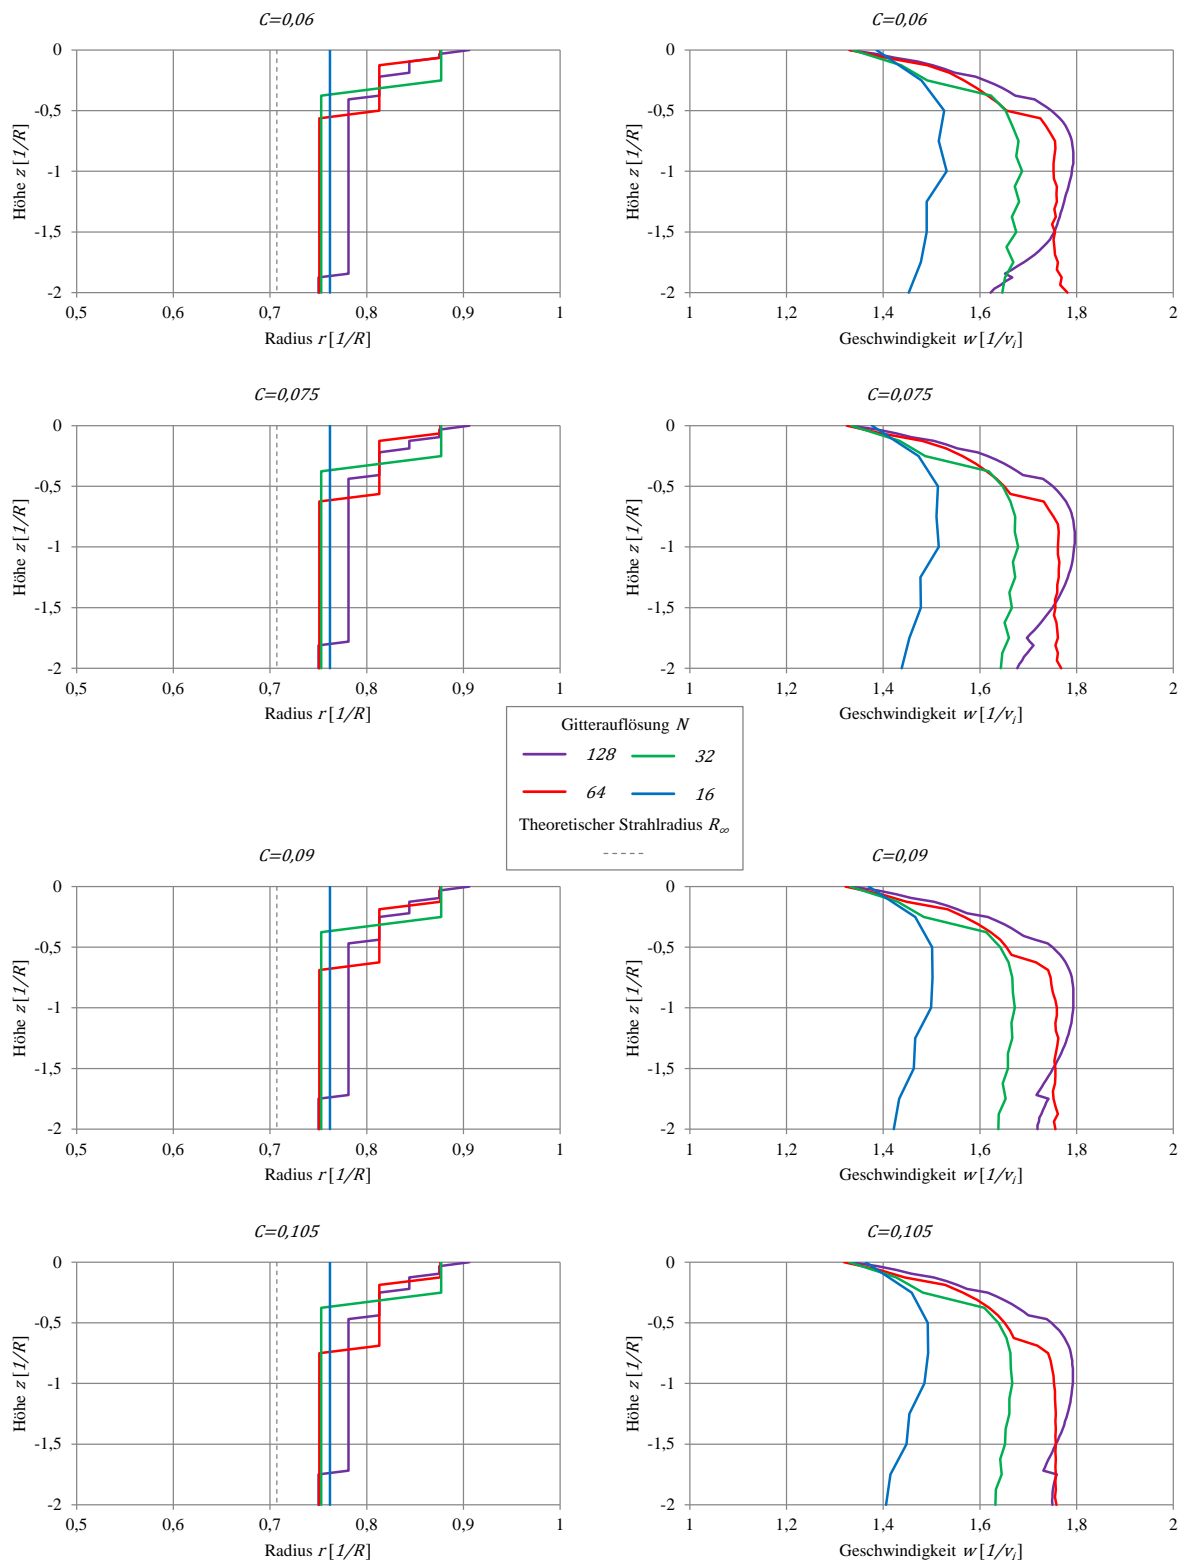 C=0,06
C=0,06
0
-0,5
-1
-1,5
-2
Höhe z [1/R]
0,5 0,6 0,7 0,8 0,9 1
Radius r [1/R]
0
-0,5
-1
-1,5
-2
Höhe z [1/R]
1 1,2 1,4 1,6 1,8 2
Geschwindigkeit w [1/v_i]
C=0,075
C=0,075
0
-0,5
-1
-1,5
-2
Höhe z [1/R]
0,5 0,6 0,7 0,8 0,9 1
Radius r [1/R]
0
-0,5
-1
-1,5
-2
Höhe z [1/R]
1 1,2 1,4 1,6 1,8 2
Geschwindigkeit w [1/v_i]
Gitterauflösung N
128 32
64 16
Theoretischer Strahlradius R_∞
C=0,09
C=0,09
0
-0,5
-1
-1,5
-2
Höhe z [1/R]
0,5 0,6 0,7 0,8 0,9 1
Radius r [1/R]
0
-0,5
-1
-1,5
-2
Höhe z [1/R]
1 1,2 1,4 1,6 1,8 2
Geschwindigkeit w [1/v_i]
C=0,105
C=0,105
0
-0,5
-1
-1,5
-2
Höhe z [1/R]
0,5 0,6 0,7 0,8 0,9 1
Radius r [1/R]
0
-0,5
-1
-1,5
-2
Höhe z [1/R]
1 1,2 1,4 1,6 1,8 2
Geschwindigkeit w [1/v_i]